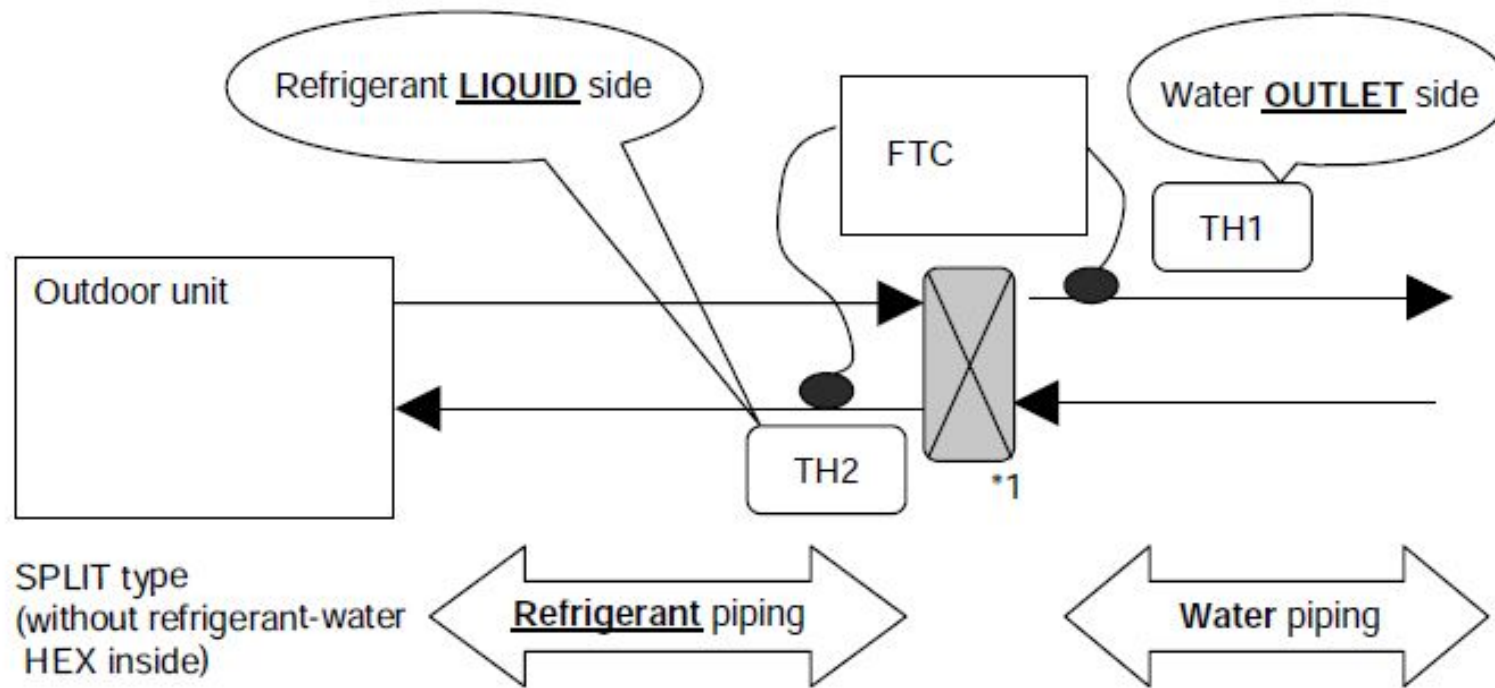 Refrigerant LIQUID side
FTC
Water OUTLET side
TH1
Outdoor unit
TH2
*1
SPLIT type
(without refrigerant-water
HEX inside)
Refrigerant piping
Water piping